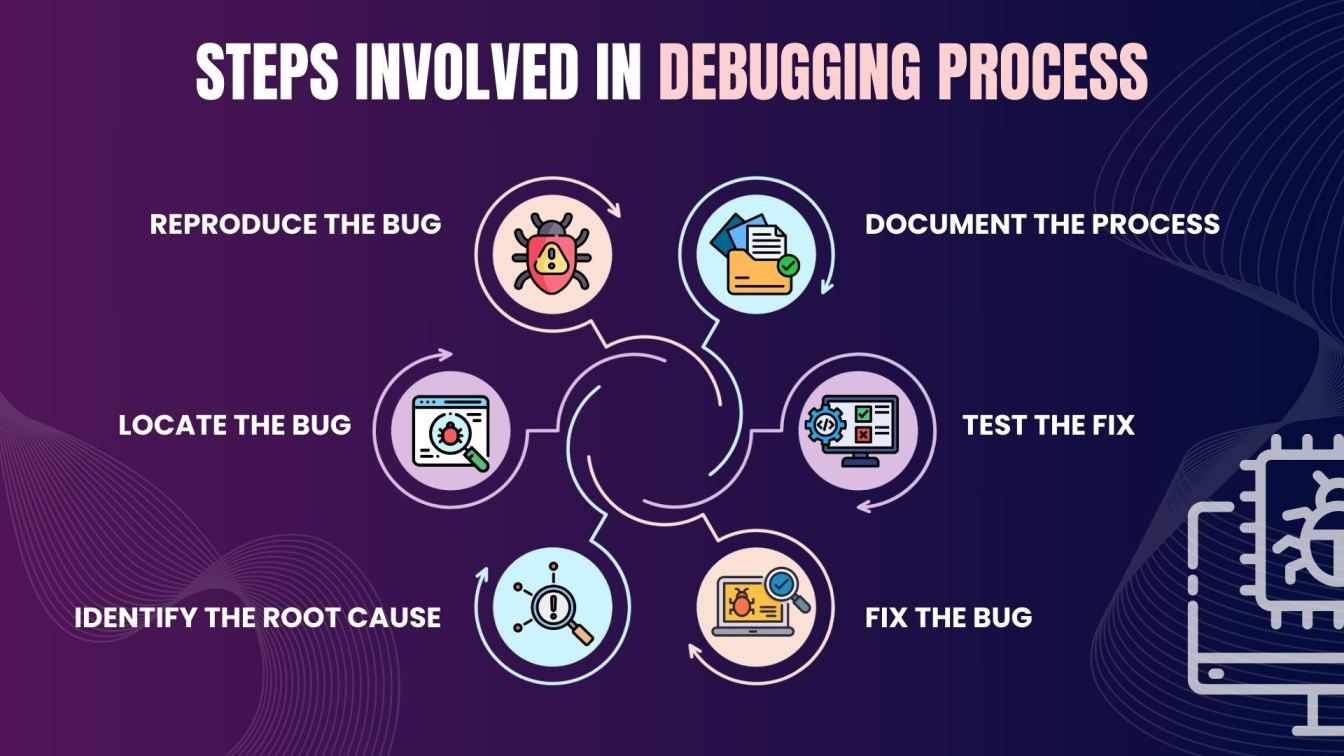 STEPS INVOLVED IN DEBUGGING PROCESS
REPRODUCE THE BUG
DOCUMENT THE PROCESS
LOCATE THE BUG
TEST THE FIX
IDENTIFY THE ROOT CAUSE
FIX THE BUG